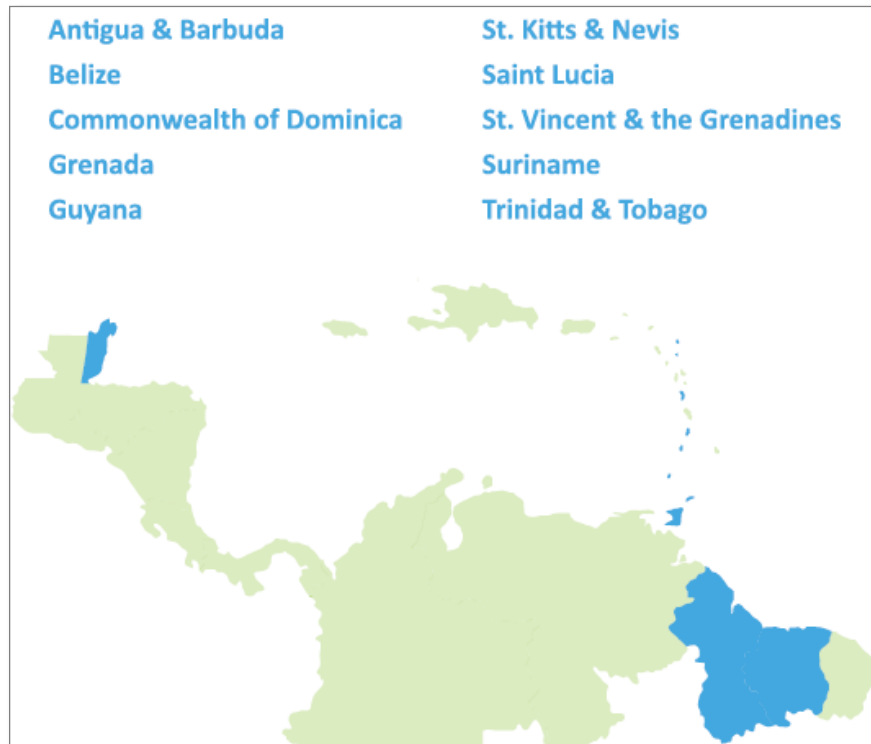 Antigua & Barbuda
Belize
Commonwealth of Dominica
Grenada
Guyana
St. Kitts & Nevis
Saint Lucia
St. Vincent & the Grenadines
Suriname
Trinidad & Tobago